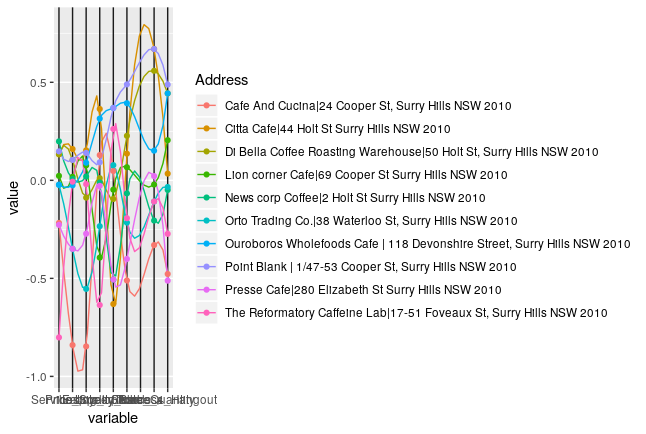 Address
Cafe And Cucina|24 Cooper St, Surry Hills NSW 2010
Citta Cafe|44 Holt St Surry Hills NSW 2010
Di Bella Coffee Roasting Warehouse|50 Holt St, Surry Hills NSW 2010
Lion corner Cafe|69 Cooper St Surry Hills NSW 2010
News corp Coffee|2 Holt St Surry Hills NSW 2010
Orto Trading Co.|38 Waterloo St, Surry Hills NSW 2010
Ouroboros Wholefoods Cafe | 118 Devonshire Street, Surry Hills NSW 2010
Point Blank | 1/47-53 Cooper St, Surry Hills NSW 2010
Presse Cafe|280 Elizabeth St Surry Hills NSW 2010
The Reformatory Caffeine Lab|17-51 Foveaux St, Surry Hills NSW 2010
value
0.5
0.0
-0.5
-1.0
variable